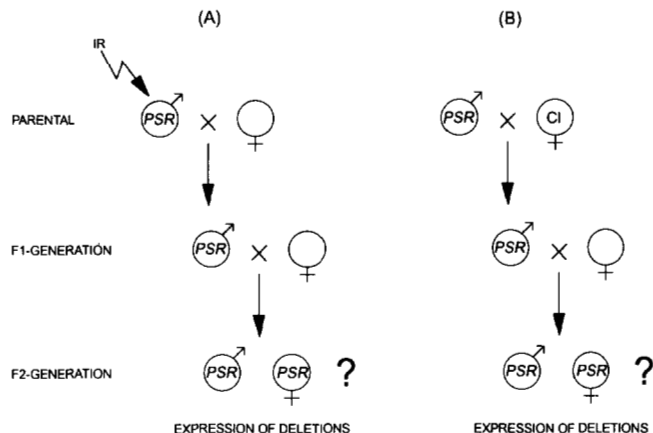 (A) (B)
IR
PARENTAL PSR X PSR X CI
F1-GENERATION PSR X PSR X
F2-GENERATION PSR PSR ? PSR PSR ?
EXPRESSION OF DELETIONS EXPRESSION OF DELETIONS